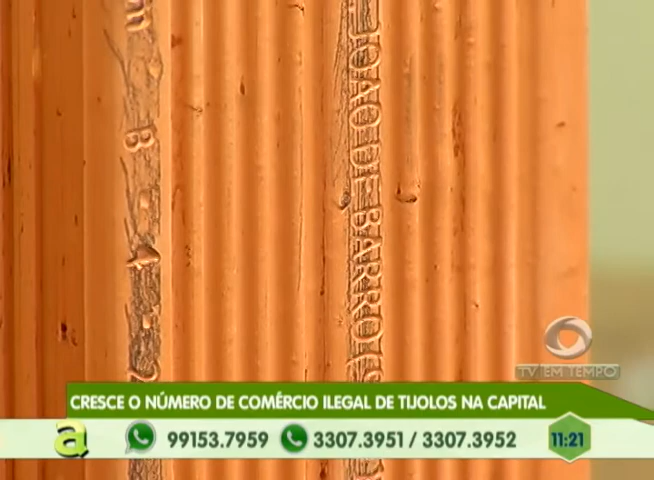 JOAO DE BARRO
TV EM TEMPO
CRESCE O NÚMERO DE COMÉRCIO ILEGAL DE TIJOLOS NA CAPITAL
a 99153.7959 3307.3951 / 3307.3952 11:21